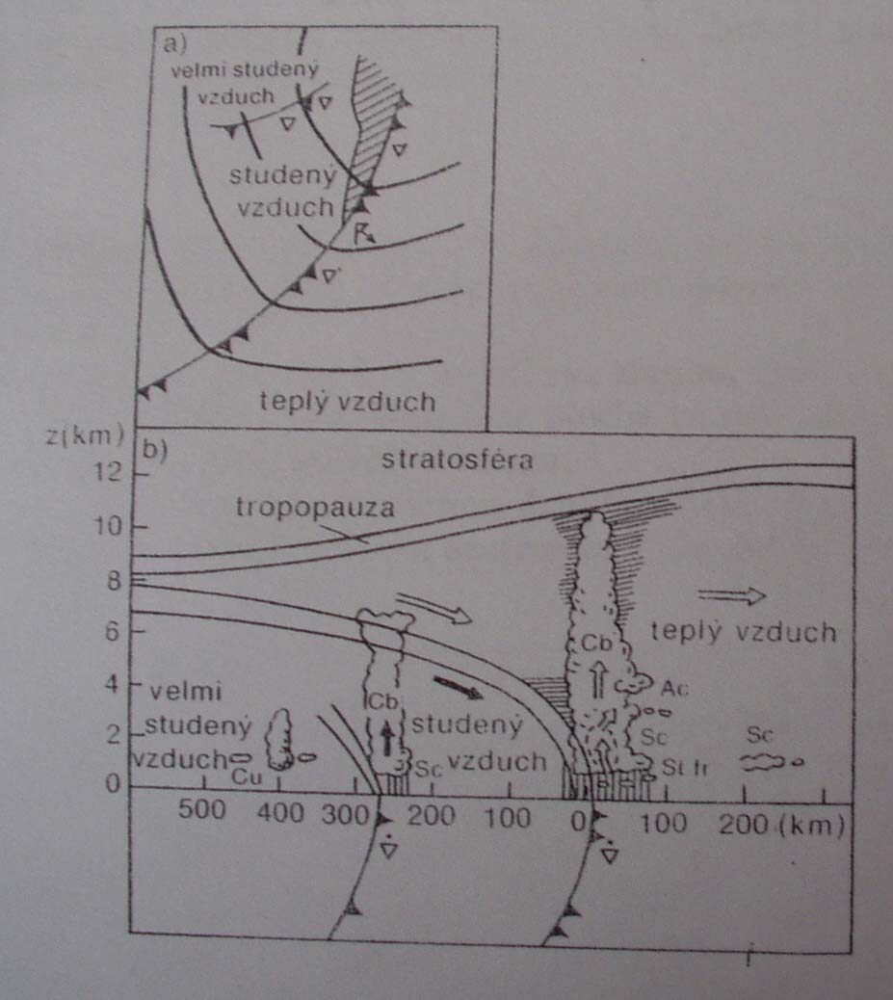 a)
velmi studený
vzduch
studený
vzduch
teplý vzduch
z(km)
b)
stratosféra
12
tropopauza
10
8
6
teplý vzduch
Cb
4
velmi
Cb
Ac
studený
studený
2
Sc
Sc
vzduch
Cu
Sc
vzduch
St fr
0
500 400 300 200 100 0 100 200 (km)